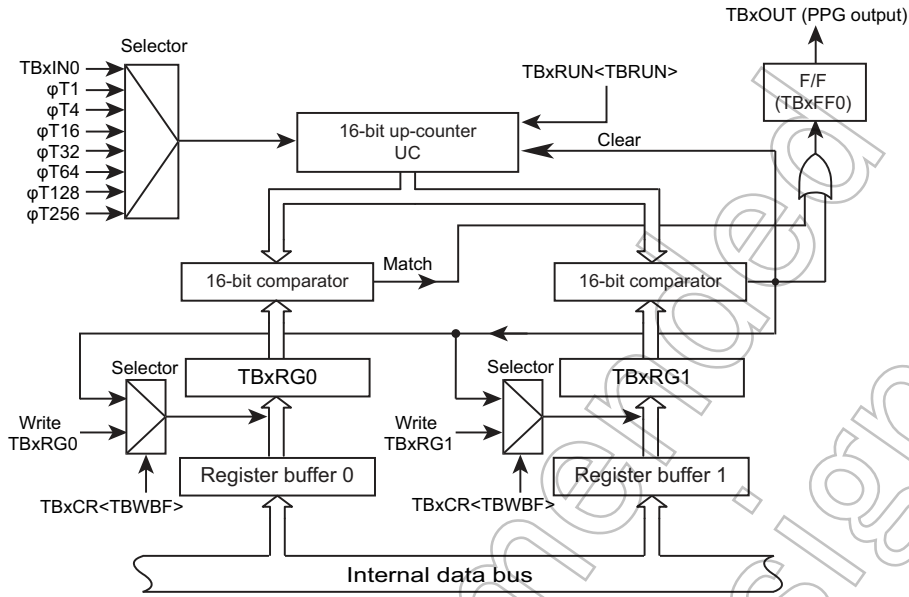 TBxOUT (PPG output)
Selector
TBxIN0
φT1
φT4
φT16
φT32
φT64
φT128
φT256
TBxRUN<TBRUN>
F/F
(TBxFF0)
16-bit up-counter
UC
Clear
16-bit comparator
Match
16-bit comparator
Selector
TBxRG0
Selector
TBxRG1
Write
TBxRG0
Write
TBxRG1
Register buffer 0
Register buffer 1
TBxCR<TBWBF>
TBxCR<TBWBF>
Internal data bus